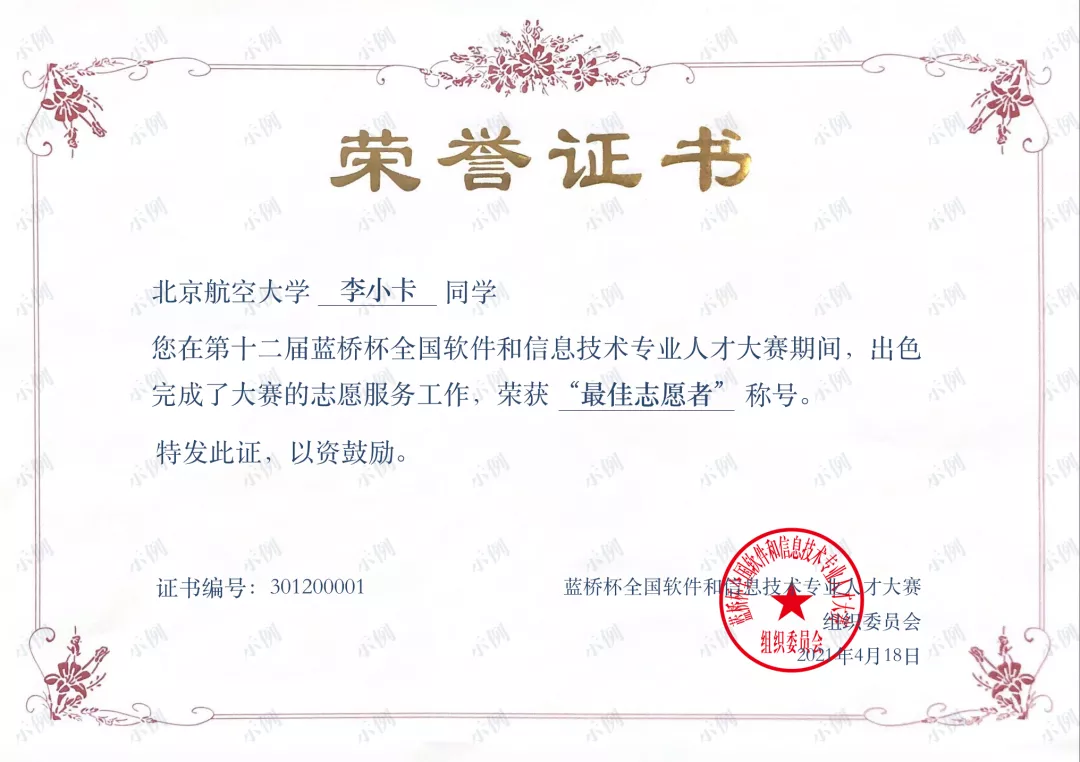 荣誉证书
北京航空大学 李小卡 同学
您在第十二届蓝桥杯全国软件和信息技术专业人才大赛期间，出色
完成了大赛的志愿服务工作，荣获 “最佳志愿者” 称号。
特发此证，以资鼓励。
证书编号：301200001
蓝桥杯全国软件和信息技术专业人才大赛
组织委员会
2021年4月18日
蓝桥杯全国软件和信息技术专业人才大赛
组织委员会
示例